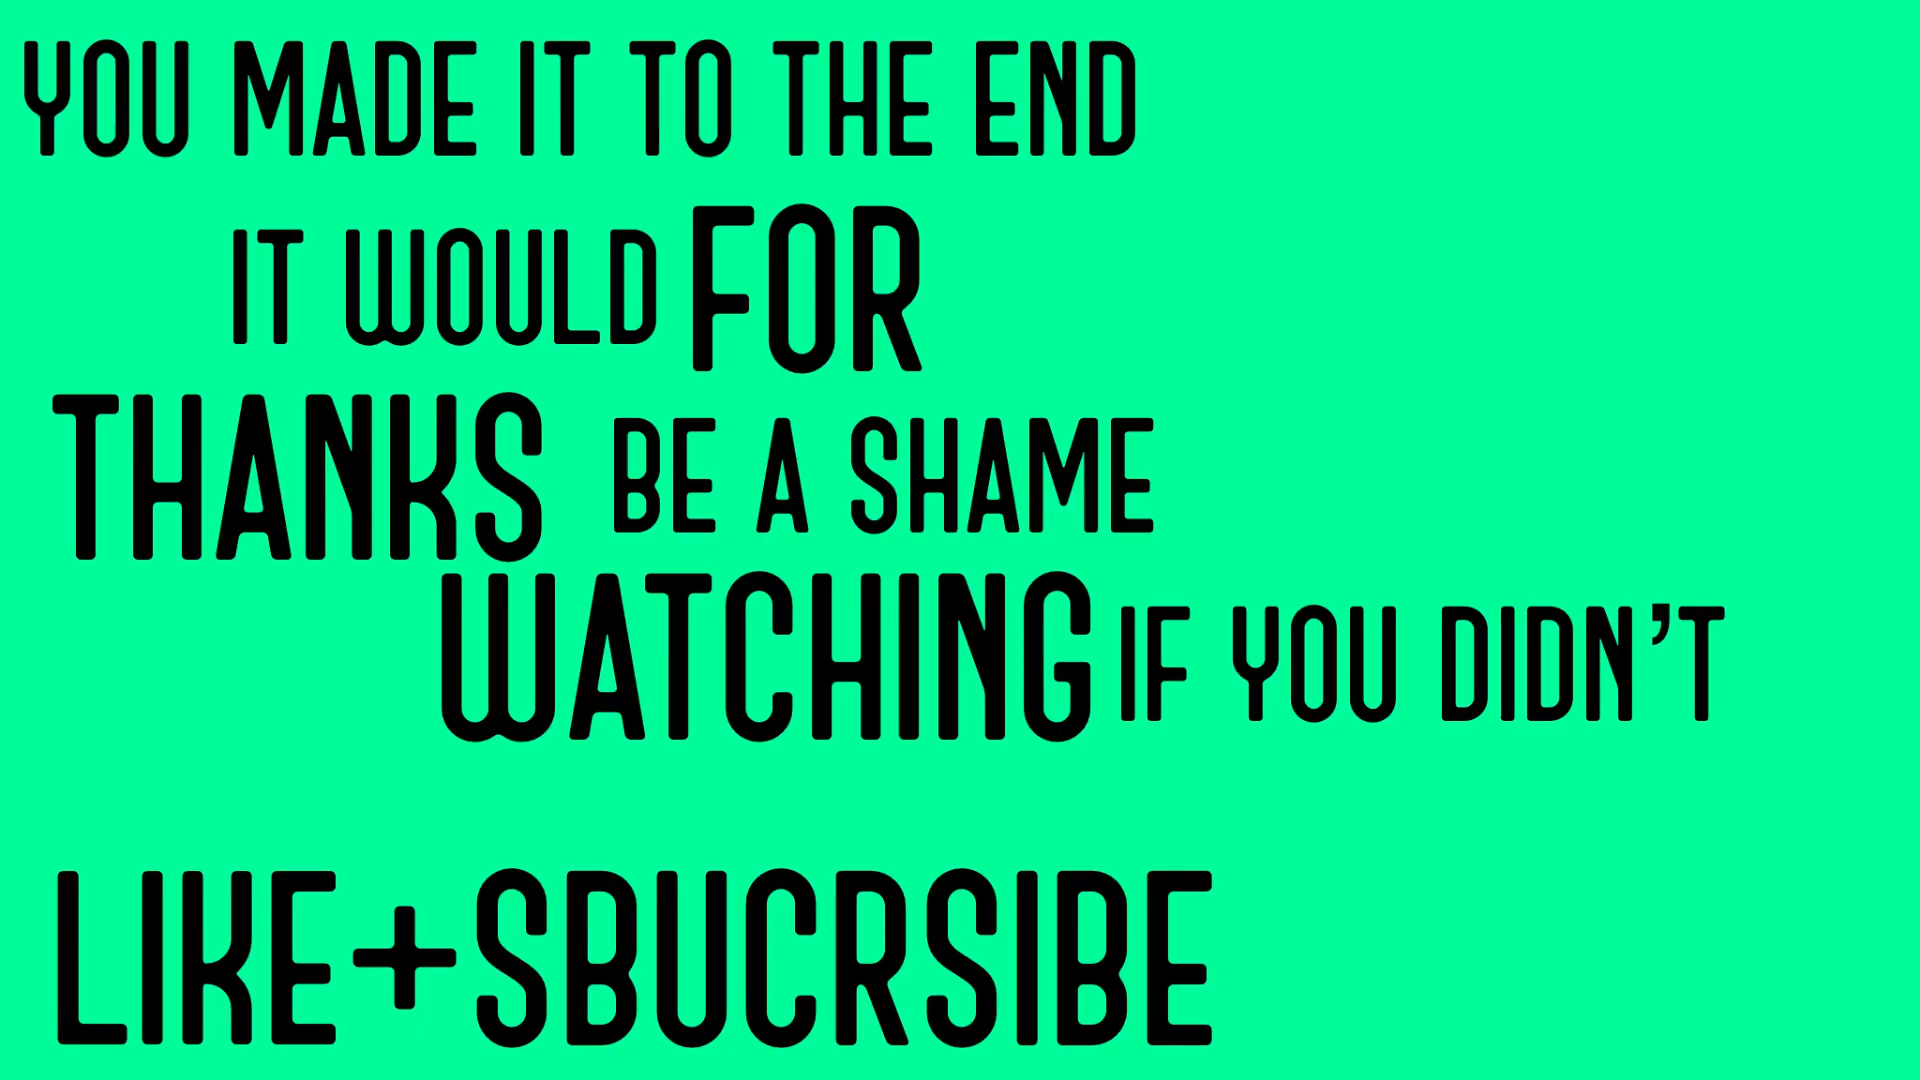 YOU MADE IT TO THE END
IT WOULD FOR
THANKS BE A SHAME
WATCHING IF YOU DIDN’T
LIKE+SBUCRSIBE